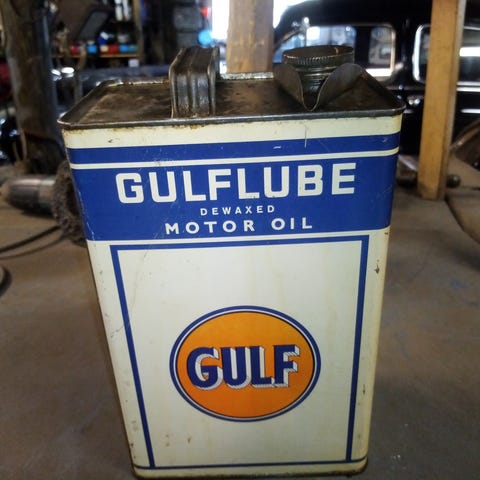 GULFLUBE
DEWAXED
MOTOR OIL
GULF